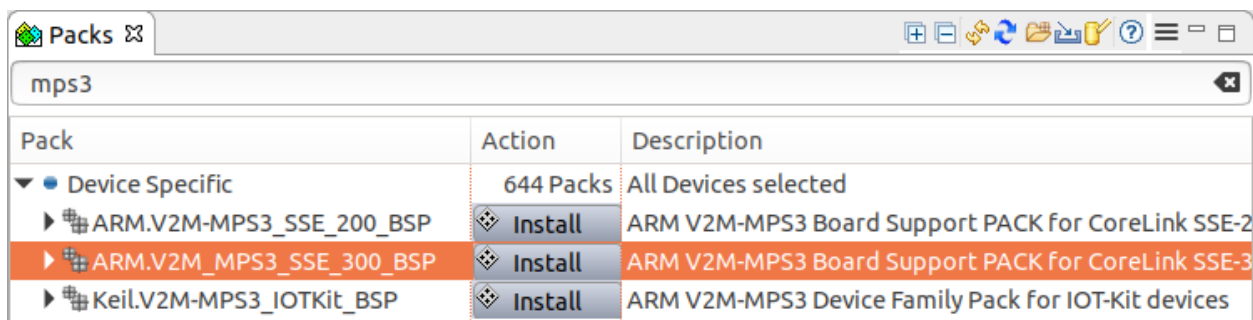 Packs
mps3
Pack Action Description
Device Specific 644 Packs All Devices selected
ARM.V2M-MPS3_SSE_200_BSP Install ARM V2M-MPS3 Board Support PACK for CoreLink SSE-2
ARM.V2M_MPS3_SSE_300_BSP Install ARM V2M-MPS3 Board Support PACK for CoreLink SSE-3
Keil.V2M-MPS3_IOTKit_BSP Install ARM V2M-MPS3 Device Family Pack for IOT-Kit devices